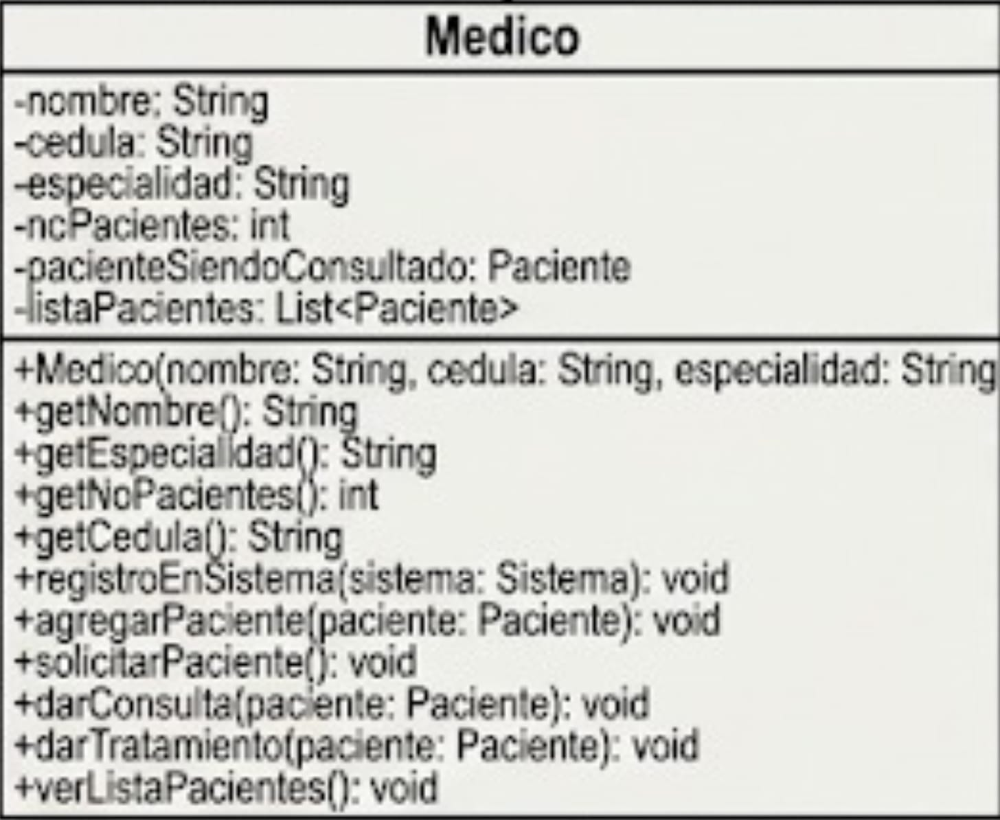 Medico
-nombre: String
-cedula: String
-especialidad: String
-noPacientes: int
-pacienteSiendoConsultado: Paciente
-listaPacientes: List<Paciente>
+Medico(nombre: String, cedula: String, especialidad: String
+getNombre(): String
+getEspecialidad(): String
+getNoPacientes(): int
+getCedula(): String
+registroEnSistema(sistema: Sistema): void
+agregarPaciente(paciente: Paciente): void
+solicitarPaciente(): void
+darConsulta(paciente: Paciente): void
+darTratamiento(paciente: Paciente): void
+verListaPacientes(): void